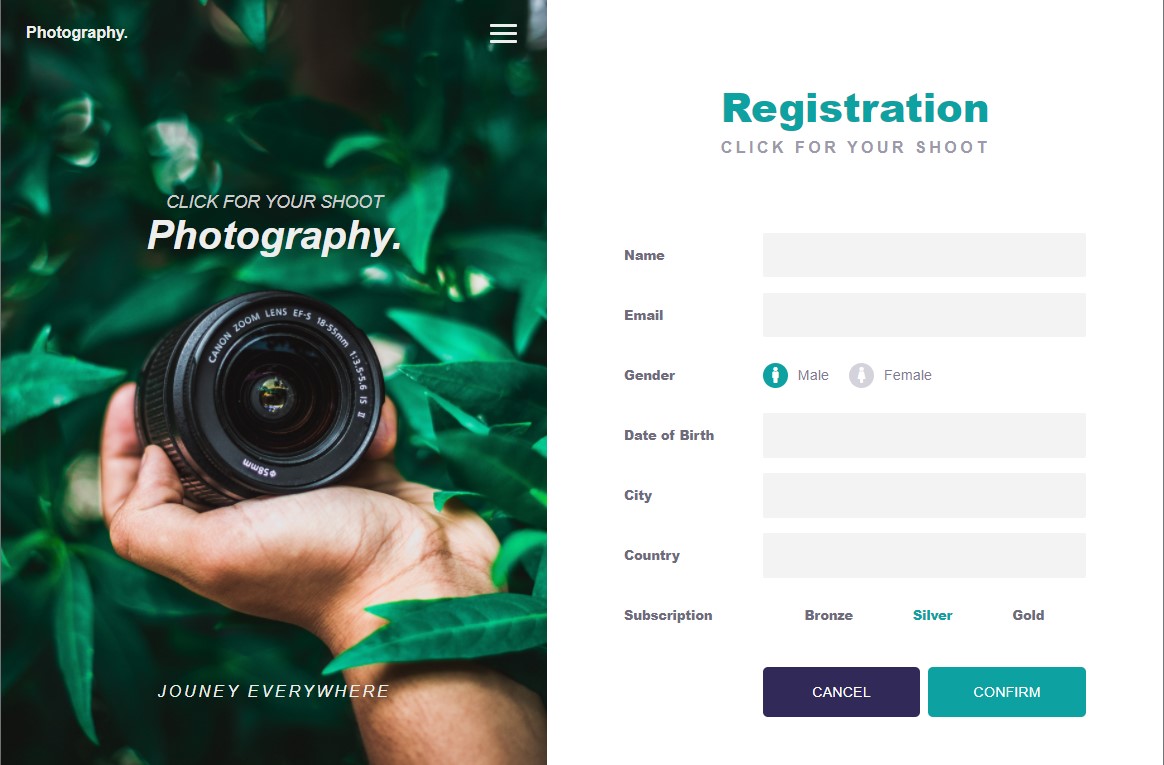 Photography.
CLICK FOR YOUR SHOOT
Photography.
CANON ZOOM LENS EF-S 18-55mm 1:3.5-5.6 IS II
φ58mm
JOUNEY EVERYWHERE
Registration
CLICK FOR YOUR SHOOT
Name
Email
Gender Male Female
Date of Birth
City
Country
Subscription Bronze Silver Gold
CANCEL CONFIRM